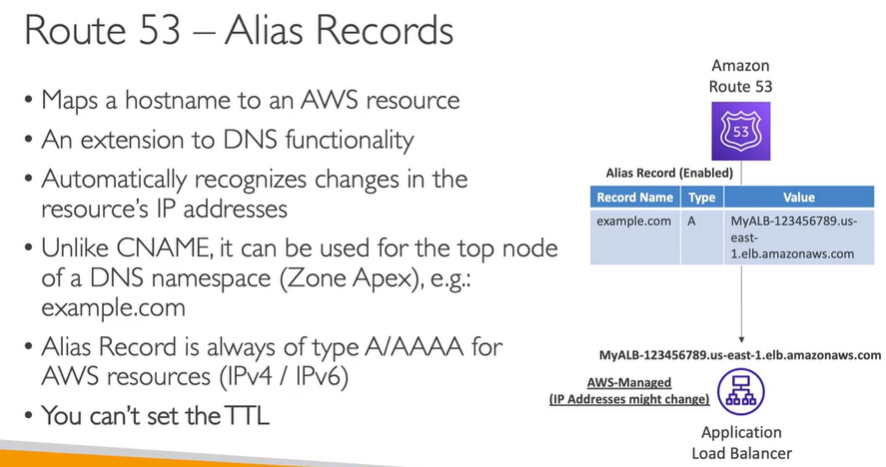 Route 53 – Alias Records
• Maps a hostname to an AWS resource
• An extension to DNS functionality
• Automatically recognizes changes in the
resource's IP addresses
• Unlike CNAME, it can be used for the top node
of a DNS namespace (Zone Apex), e.g.:
example.com
• Alias Record is always of type A/AAAA for
AWS resources (IPv4 / IPv6)
• You can't set the TTL
Amazon
Route 53
53
Alias Record (Enabled)
Record Name Type Value
example.com A MyALB-123456789.us-
east-
1.elb.amazonaws.com
MyALB-123456789.us-east-1.elb.amazonaws.com
AWS-Managed
(IP Addresses might change)
Application
Load Balancer